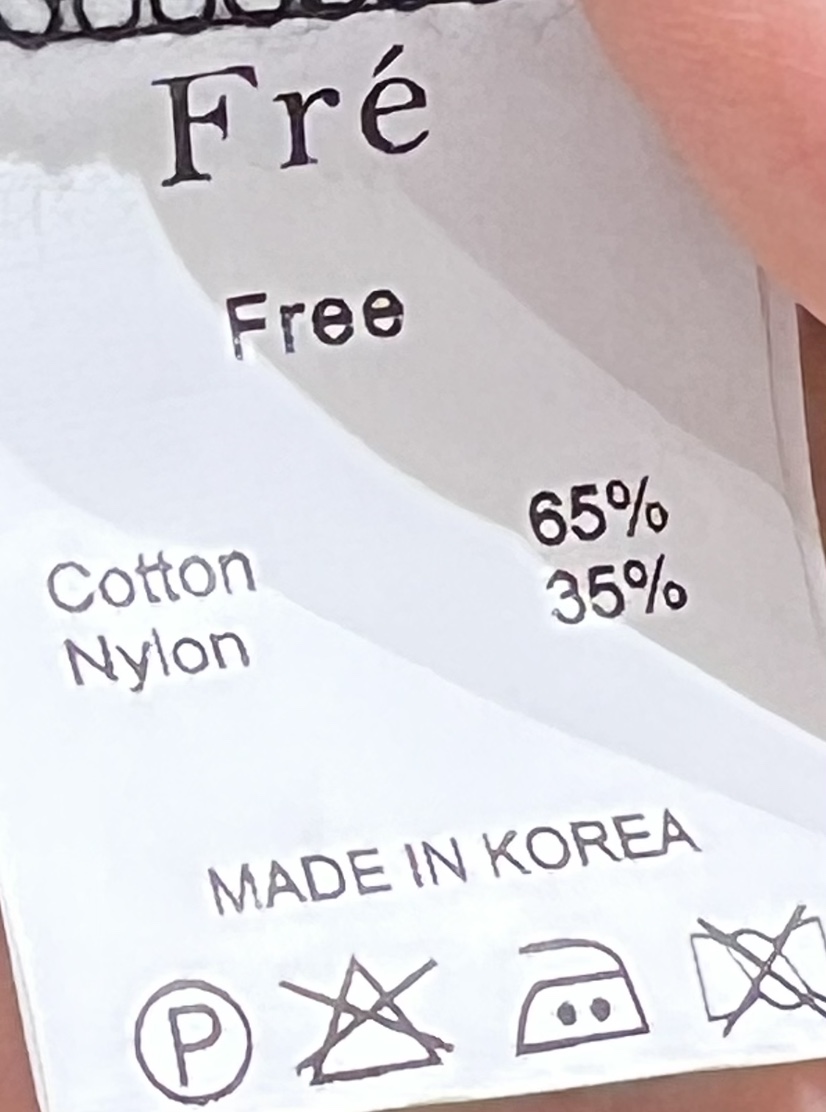 Fré
Free
Cotton 65%
Nylon 35%
MADE IN KOREA
P